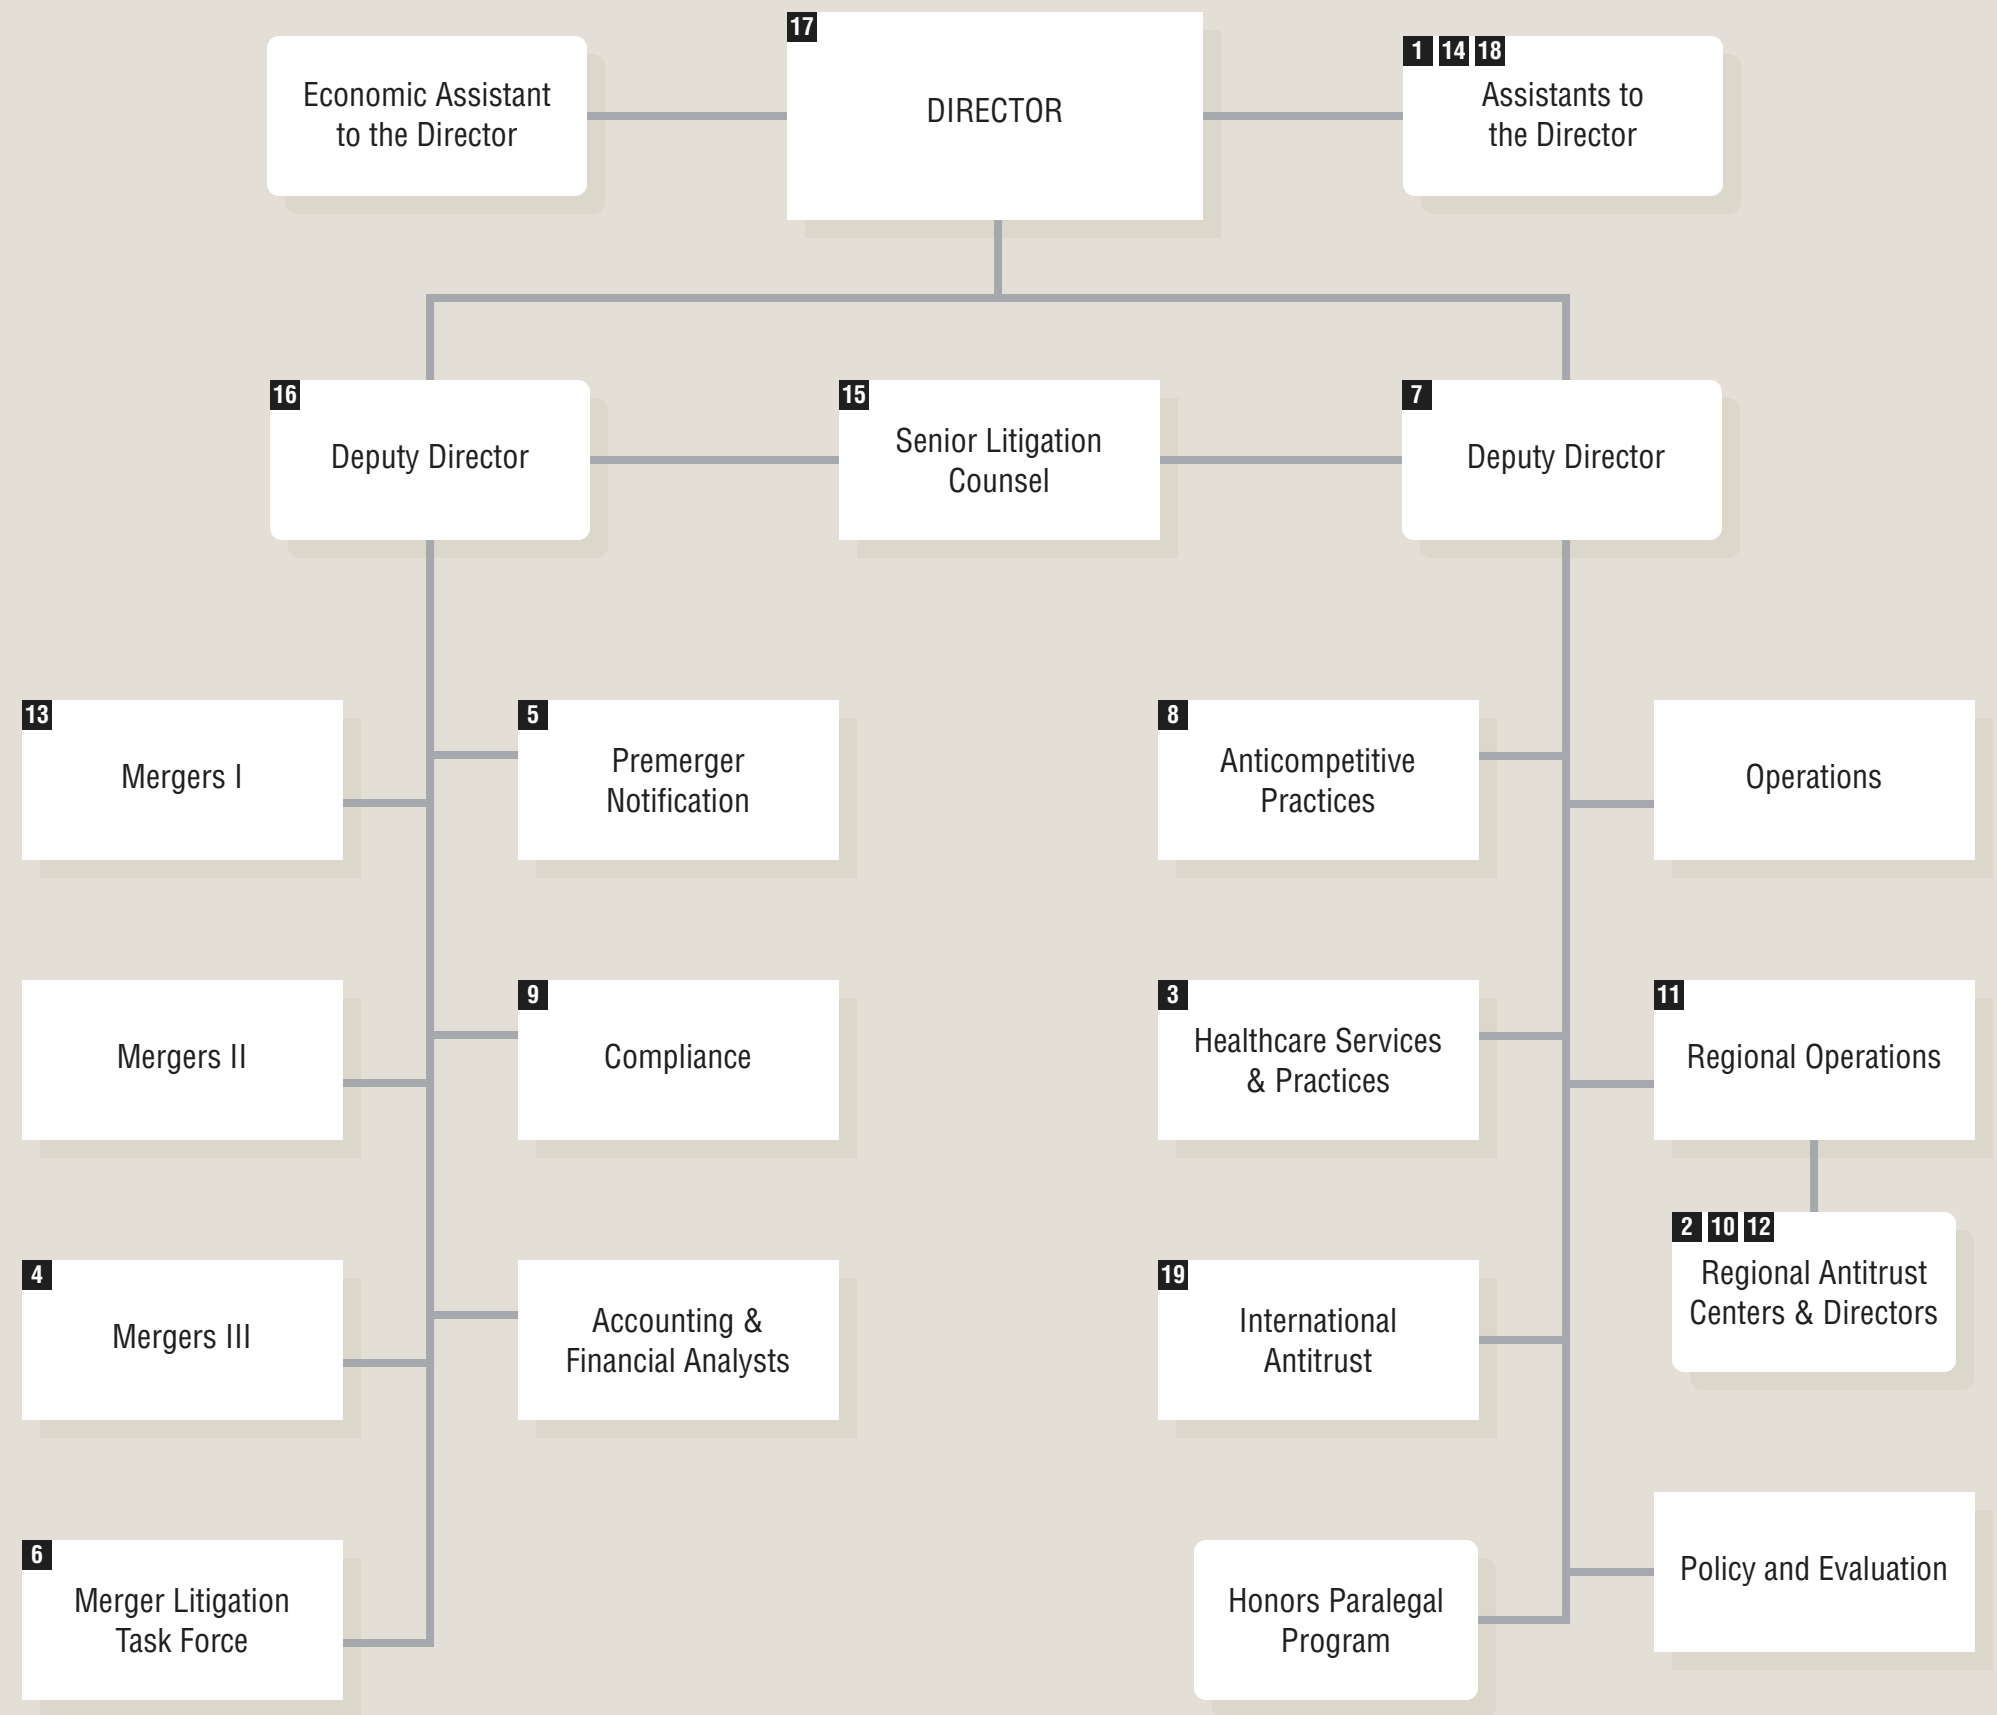 17
1 14 18
Economic Assistant
to the Director
DIRECTOR
Assistants to
the Director
16
15
7
Deputy Director
Senior Litigation
Counsel
Deputy Director
13
5
8
Mergers I
Premerger
Notification
Anticompetitive
Practices
Operations
9
3
11
Mergers II
Compliance
Healthcare Services
& Practices
Regional Operations
2 10 12
Regional Antitrust
Centers & Directors
4
19
Mergers III
Accounting &
Financial Analysts
International
Antitrust
6
Merger Litigation
Task Force
Honors Paralegal
Program
Policy and Evaluation